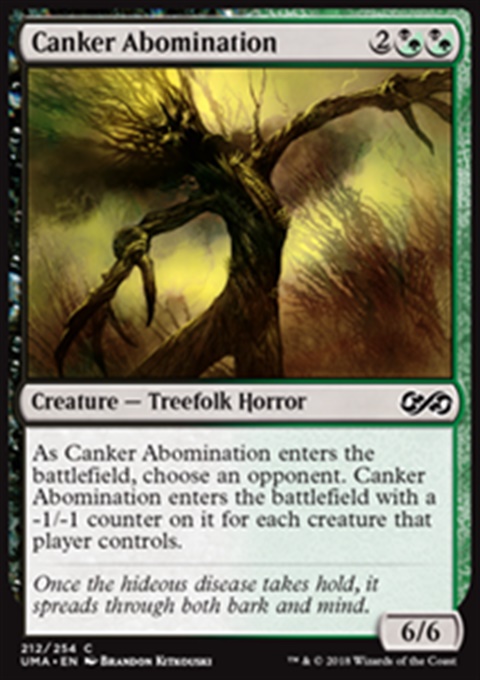 Canker Abomination 2
Creature — Treefolk Horror
As Canker Abomination enters the
battlefield, choose an opponent. Canker
Abomination enters the battlefield with a
-1/-1 counter on it for each creature that
player controls.
Once the hideous disease takes hold, it
spreads through both bark and mind.
6/6
212/254 C
UMA • EN Brandon Kitkouski
™ & © 2018 Wizards of the Coast